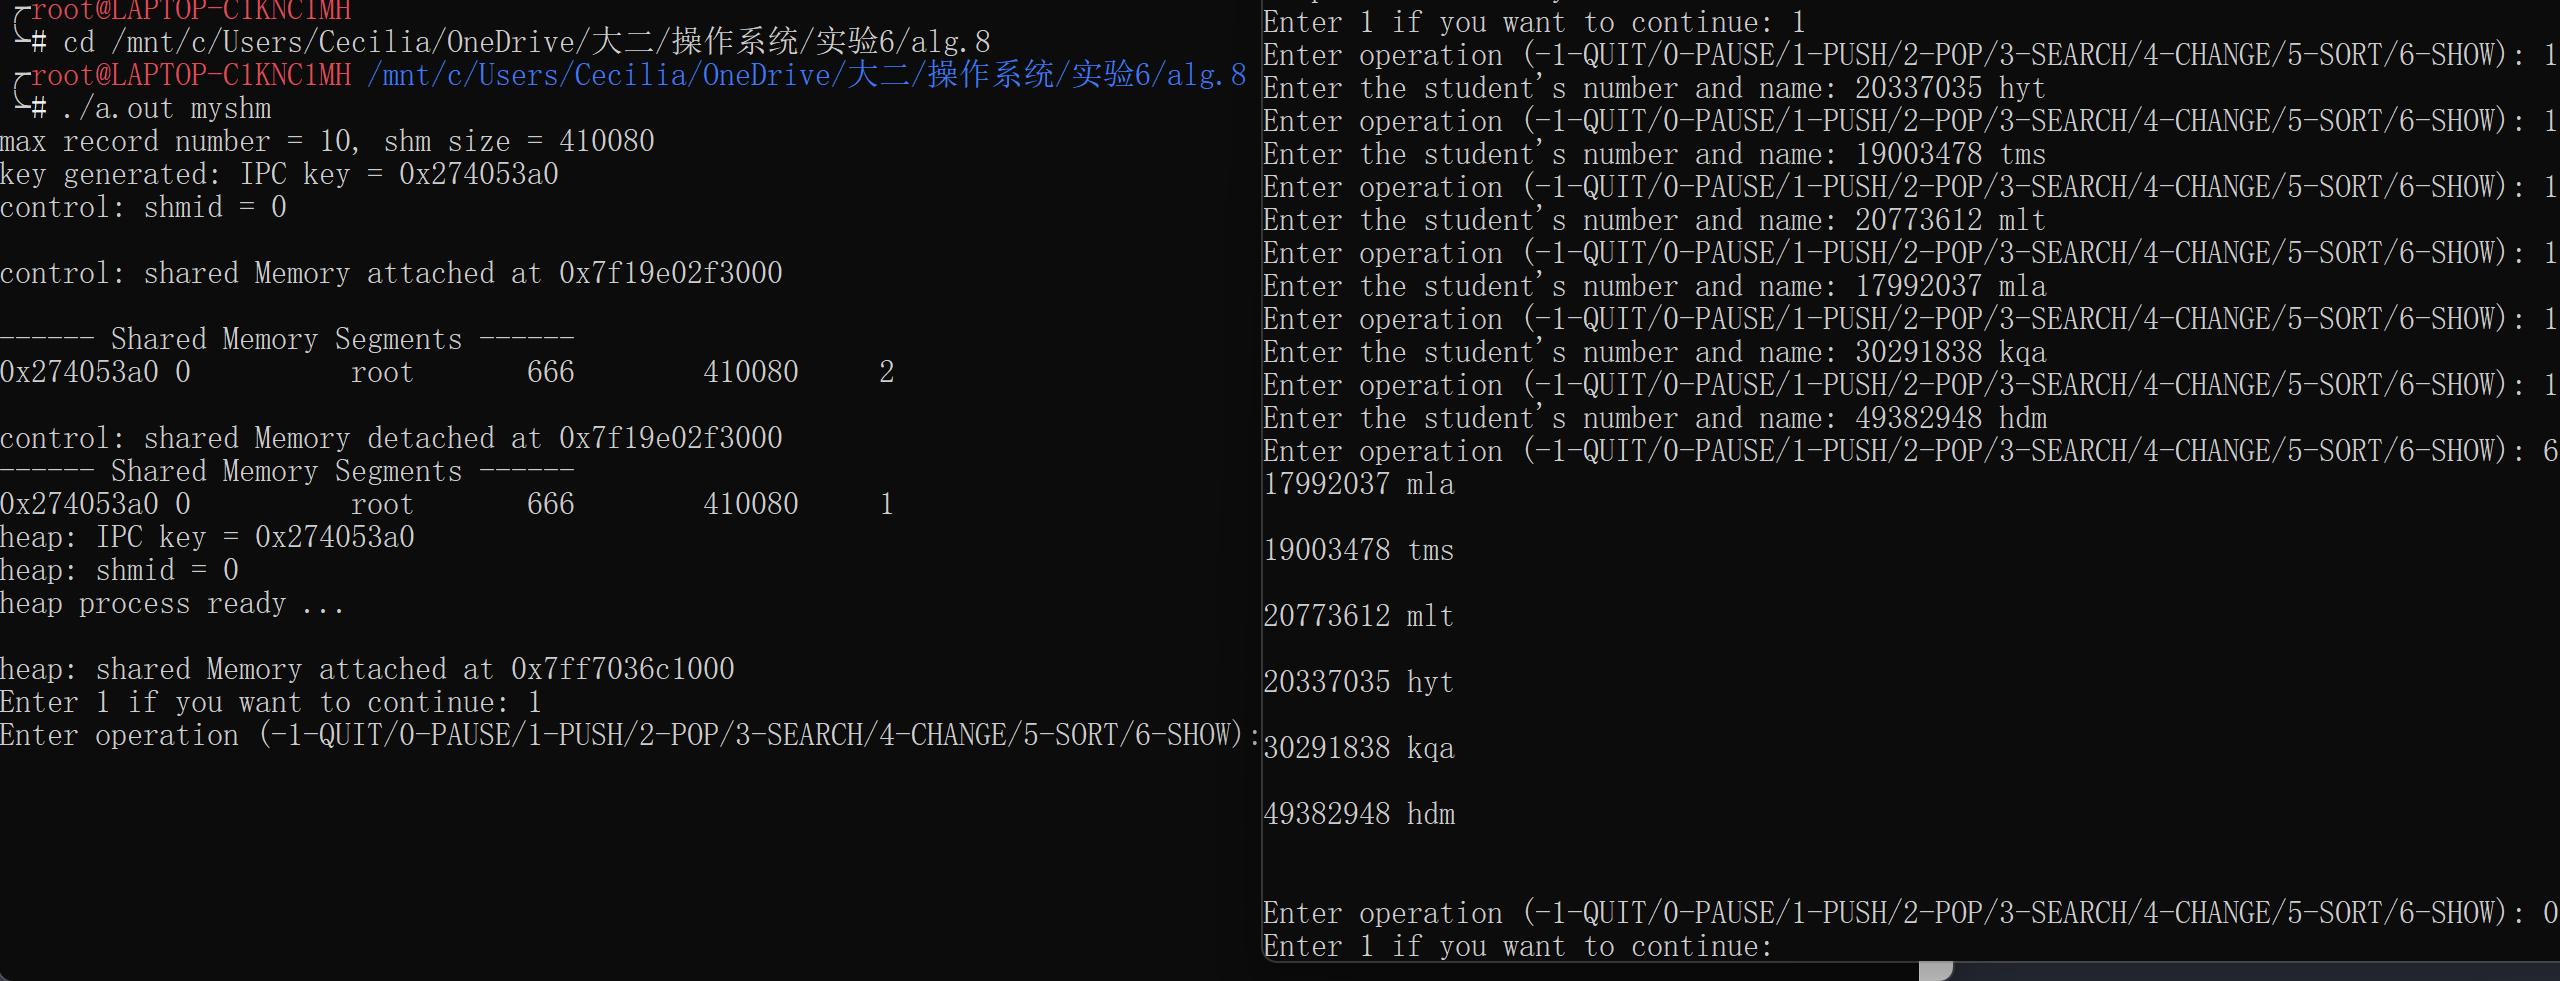 root@LAPTOP-C1KNC1MH
# cd /mnt/c/Users/Cecilia/OneDrive/大二/操作系统/实验6/alg.8
root@LAPTOP-C1KNC1MH /mnt/c/Users/Cecilia/OneDrive/大二/操作系统/实验6/alg.8
# ./a.out myshm
max record number = 10, shm size = 410080
key generated: IPC key = 0x274053a0
control: shmid = 0
control: shared Memory attached at 0x7f19e02f3000
------ Shared Memory Segments ------
0x274053a0 0 root 666 410080 2
control: shared Memory detached at 0x7f19e02f3000
------ Shared Memory Segments ------
0x274053a0 0 root 666 410080 1
heap: IPC key = 0x274053a0
heap: shmid = 0
heap process ready ...
heap: shared Memory attached at 0x7ff7036c1000
Enter 1 if you want to continue: 1
Enter operation (-1-QUIT/0-PAUSE/1-PUSH/2-POP/3-SEARCH/4-CHANGE/5-SORT/6-SHOW):
Enter 1 if you want to continue: 1
Enter operation (-1-QUIT/0-PAUSE/1-PUSH/2-POP/3-SEARCH/4-CHANGE/5-SORT/6-SHOW): 1
Enter the student's number and name: 20337035 hyt
Enter operation (-1-QUIT/0-PAUSE/1-PUSH/2-POP/3-SEARCH/4-CHANGE/5-SORT/6-SHOW): 1
Enter the student's number and name: 19003478 tms
Enter operation (-1-QUIT/0-PAUSE/1-PUSH/2-POP/3-SEARCH/4-CHANGE/5-SORT/6-SHOW): 1
Enter the student's number and name: 20773612 mlt
Enter operation (-1-QUIT/0-PAUSE/1-PUSH/2-POP/3-SEARCH/4-CHANGE/5-SORT/6-SHOW): 1
Enter the student's number and name: 17992037 mla
Enter operation (-1-QUIT/0-PAUSE/1-PUSH/2-POP/3-SEARCH/4-CHANGE/5-SORT/6-SHOW): 1
Enter the student's number and name: 30291838 kqa
Enter operation (-1-QUIT/0-PAUSE/1-PUSH/2-POP/3-SEARCH/4-CHANGE/5-SORT/6-SHOW): 1
Enter the student's number and name: 49382948 hdm
Enter operation (-1-QUIT/0-PAUSE/1-PUSH/2-POP/3-SEARCH/4-CHANGE/5-SORT/6-SHOW): 6
17992037 mla
19003478 tms
20773612 mlt
20337035 hyt
30291838 kqa
49382948 hdm
Enter operation (-1-QUIT/0-PAUSE/1-PUSH/2-POP/3-SEARCH/4-CHANGE/5-SORT/6-SHOW): 0
Enter 1 if you want to continue: